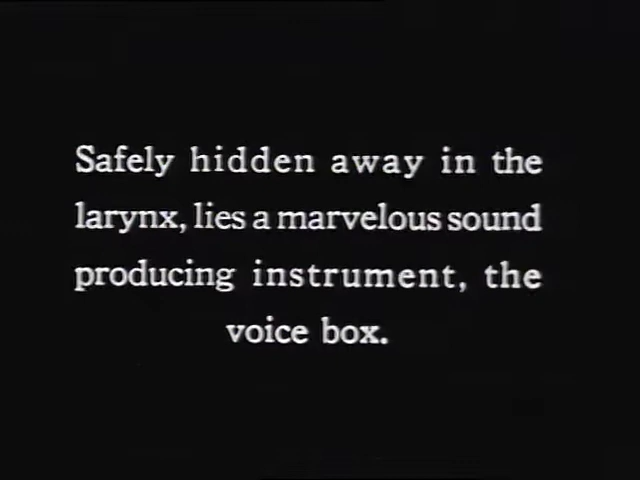 Safely hidden away in the
larynx, lies a marvelous sound
producing instrument, the
voice box.